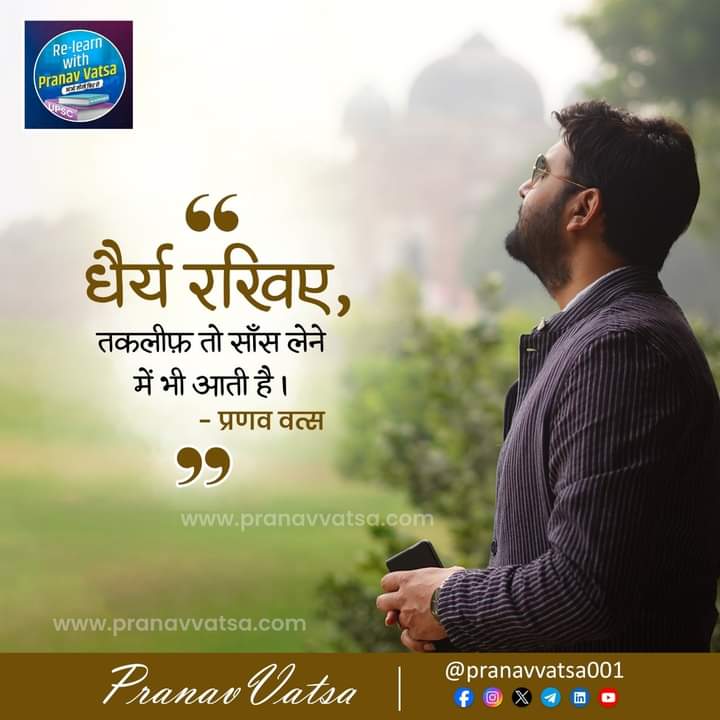 Re-learn
with
Pranav Vatsa
UPSC
“
धैर्य रखिए,
तकलीफ़ तो साँस लेने
में भी आती है।
- प्रणव वत्स
”
www.pranavvatsa.com
www.pranavvatsa.com
Pranav Vatsa
@pranavvatsa001